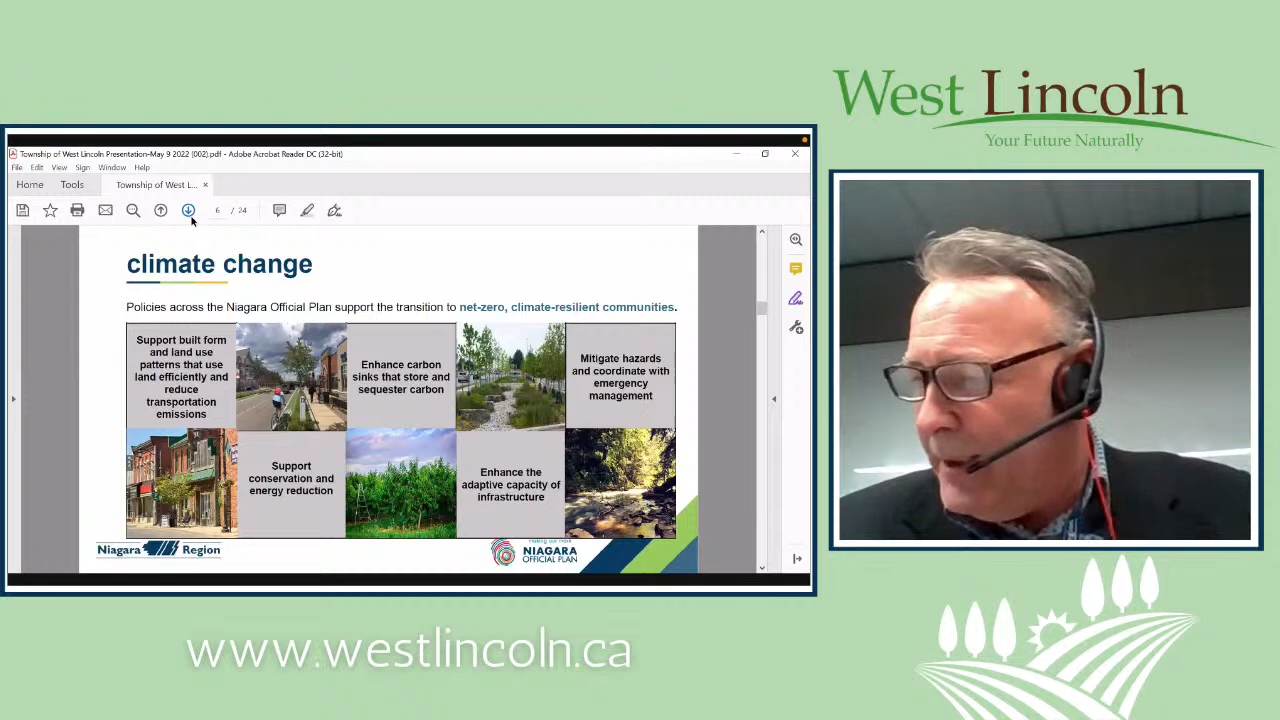 West Lincoln
Your Future Naturally
Township of West Lincoln Presentation-May 9 2022 (002).pdf - Adobe Acrobat Reader DC (32-bit)
File Edit View Sign Window Help
Home Tools Township of West L...
6 / 24
climate change
Policies across the Niagara Official Plan support the transition to net-zero, climate-resilient communities.
Support built form
and land use
patterns that use
land efficiently and
reduce
transportation
emissions
Enhance carbon
sinks that store and
sequester carbon
Mitigate hazards
and coordinate with
emergency
management
Support
conservation and
energy reduction
Enhance the
adaptive capacity of
infrastructure
Niagara Region
making our mark
NIAGARA
OFFICIAL PLAN
www.westlincoln.ca